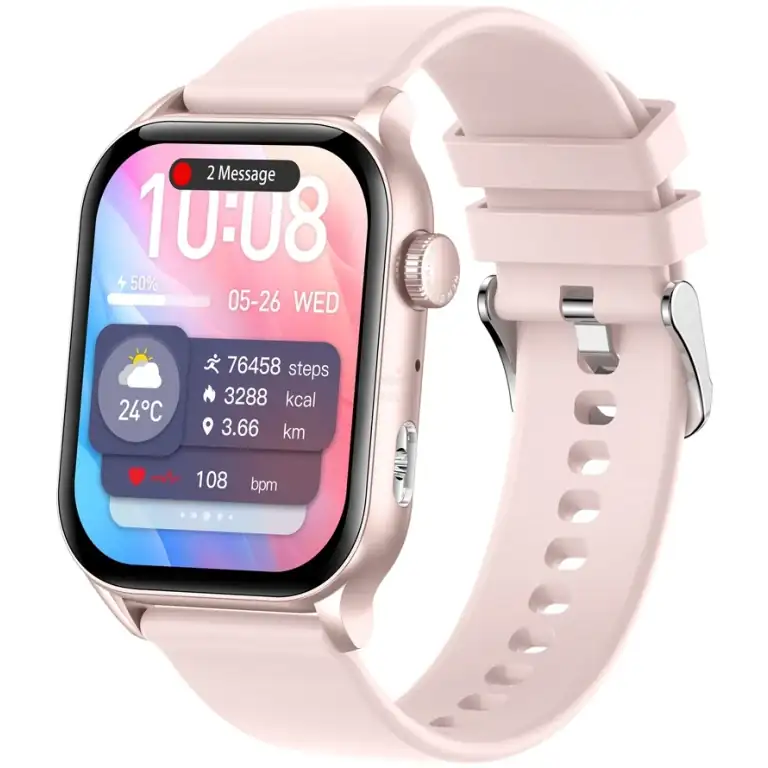 2 Message
10:08
50%
05-26 WED
24°C
76458 steps
3288 kcal
3.66 km
108 bpm